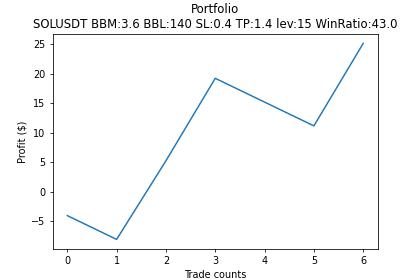 Portfolio
SOLUSDT BBM:3.6 BBL:140 SL:0.4 TP:1.4 lev:15 WinRatio:43.0
25
20
15
10
5
0
−5
Profit ($)
0 1 2 3 4 5 6
Trade counts